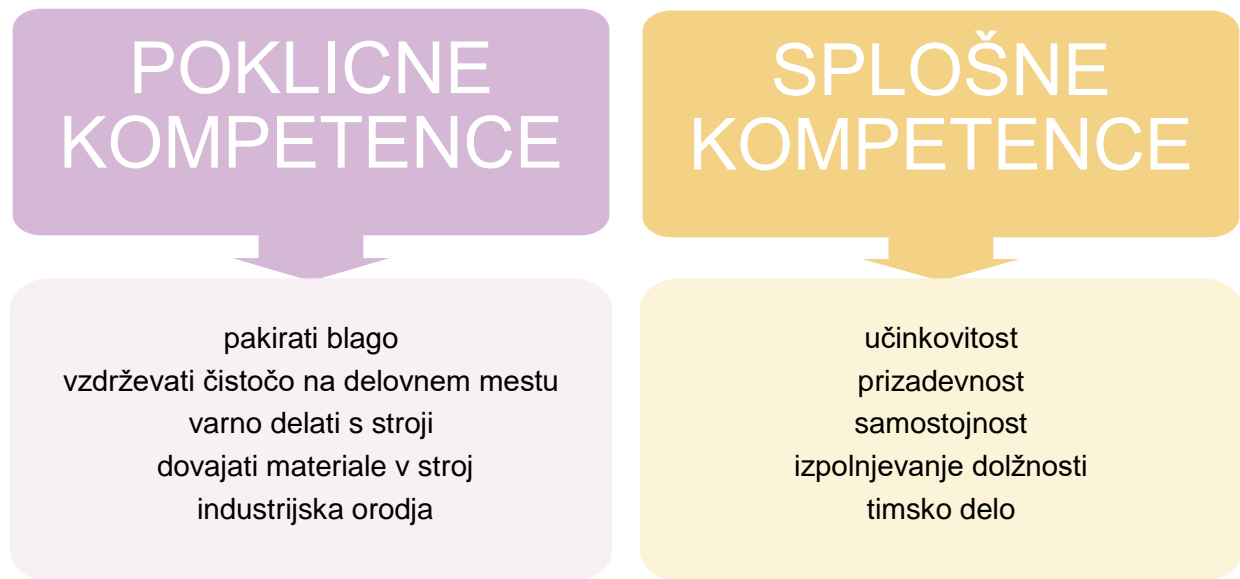 POKLICNE
KOMPETENCE
pakirati blago
vzdrževati čistočo na delovnem mestu
varno delati s stroji
dovajati materiale v stroj
industrijska orodja
SPLOŠNE
KOMPETENCE
učinkovitost
prizadevnost
samostojnost
izpolnjevanje dolžnosti
timsko delo